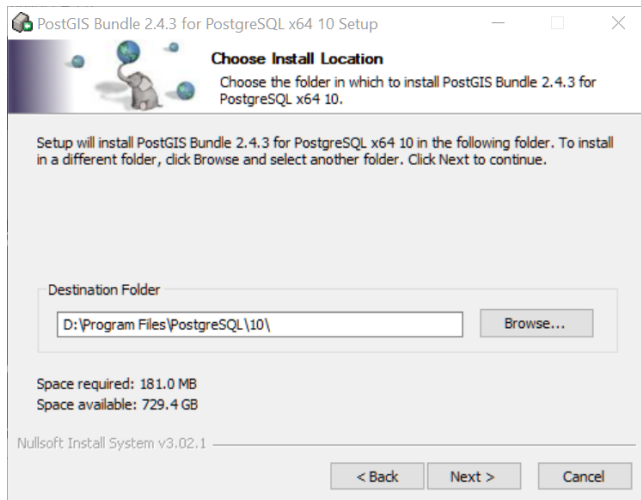 PostGIS Bundle 2.4.3 for PostgreSQL x64 10 Setup
Choose Install Location
Choose the folder in which to install PostGIS Bundle 2.4.3 for
PostgreSQL x64 10.
Setup will install PostGIS Bundle 2.4.3 for PostgreSQL x64 10 in the following folder. To install
in a different folder, click Browse and select another folder. Click Next to continue.
Destination Folder
D:\Program Files\PostgreSQL\10\
Browse...
Space required: 181.0 MB
Space available: 729.4 GB
Nullsoft Install System v3.02.1
< Back
Next >
Cancel